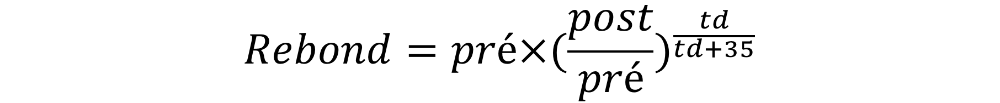 Rebond = pré×(post/pré)^(td/(td+35))